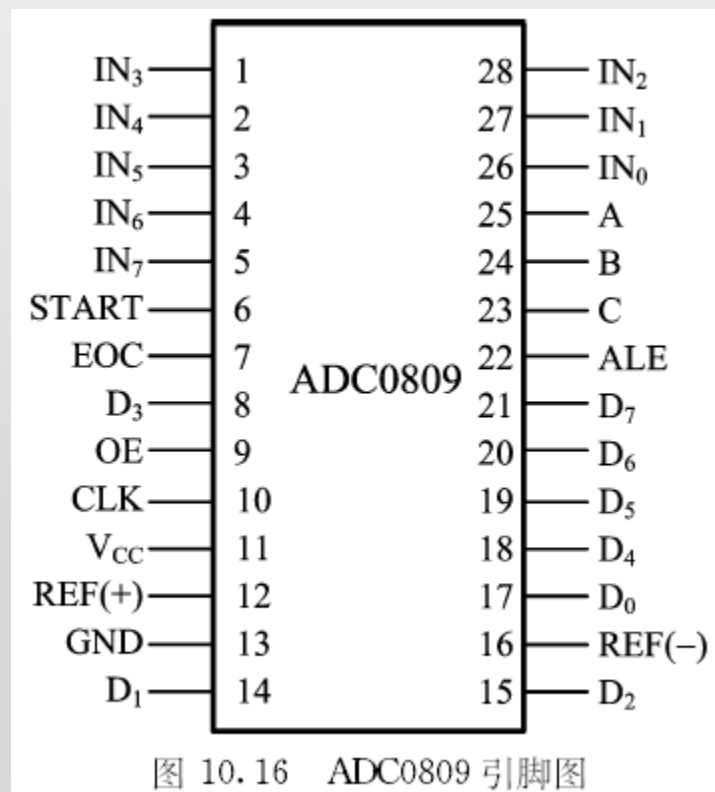 IN₃ 1 28 IN₂
IN₄ 2 27 IN₁
IN₅ 3 26 IN₀
IN₆ 4 25 A
IN₇ 5 24 B
START 6 23 C
EOC 7 22 ALE
ADC0809
D₃ 8 21 D₇
OE 9 20 D₆
CLK 10 19 D₅
V_CC 11 18 D₄
REF(+) 12 17 D₀
GND 13 16 REF(−)
D₁ 14 15 D₂
图 10.16 ADC0809 引脚图